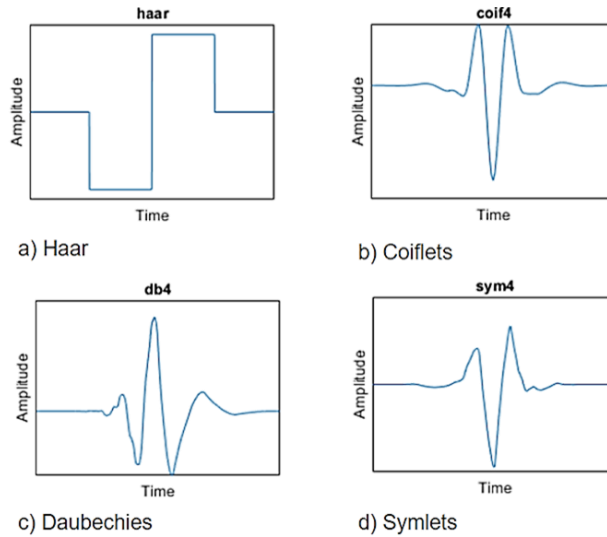 haar
Amplitude
Time
a) Haar
coif4
Amplitude
Time
b) Coiflets
db4
Amplitude
Time
c) Daubechies
sym4
Amplitude
Time
d) Symlets